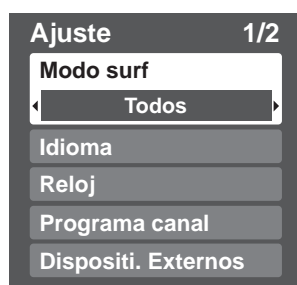 Ajuste 1/2
Modo surf
Todos
Idioma
Reloj
Programa canal
Dispositi. Externos